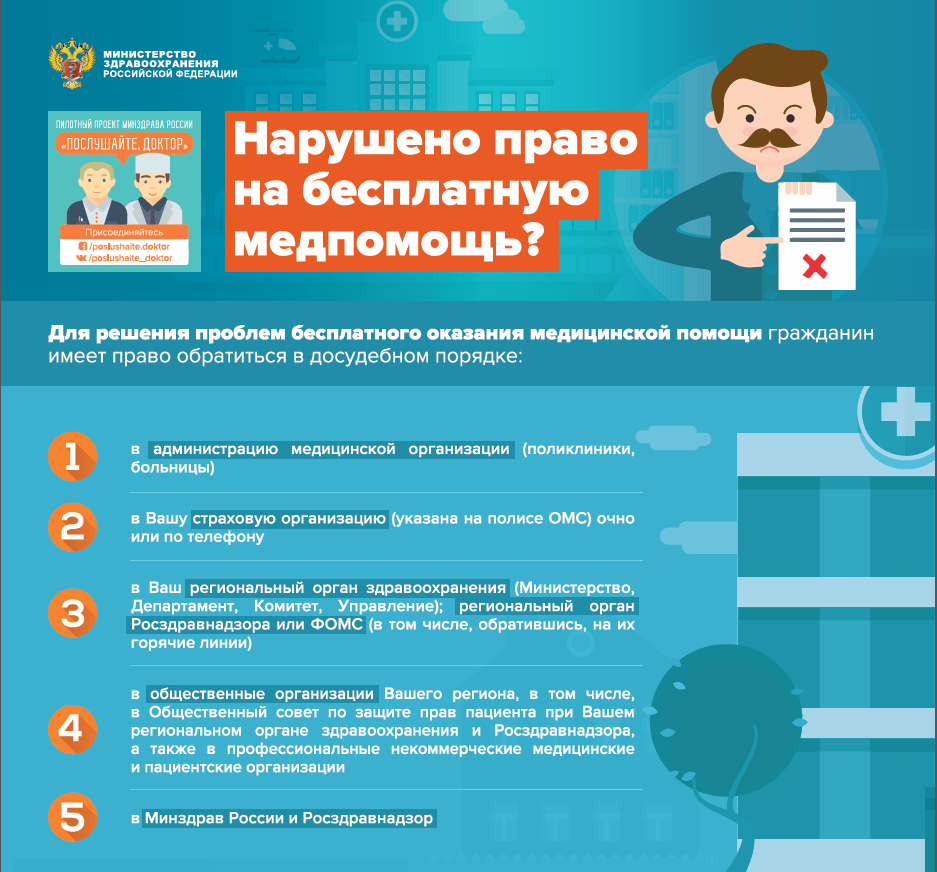 МИНИСТЕРСТВО
ЗДРАВООХРАНЕНИЯ
РОССИЙСКОЙ ФЕДЕРАЦИИ
ПИЛОТНЫЙ ПРОЕКТ МИНЗДРАВА РОССИИ
«ПОСЛУШАЙТЕ, ДОКТОР»
Присоединяйтесь
/poslushaite.doktor
/poslushaite_doktor
Нарушено право
на бесплатную
медпомощь?
Для решения проблем бесплатного оказания медицинской помощи гражданин
имеет право обратиться в досудебном порядке:
1
в администрацию медицинской организации (поликлиники,
больницы)
2
в Вашу страховую организацию (указана на полисе ОМС) очно
или по телефону
3
в Ваш региональный орган здравоохранения (Министерство,
Департамент, Комитет, Управление); региональный орган
Росздравнадзора или ФОМС (в том числе, обратившись, на их
горячие линии)
4
в общественные организации Вашего региона, в том числе,
в Общественный совет по защите прав пациента при Вашем
региональном органе здравоохранения и Росздравнадзора,
а также в профессиональные некоммерческие медицинские
и пациентские организации
5
в Минздрав России и Росздравнадзор